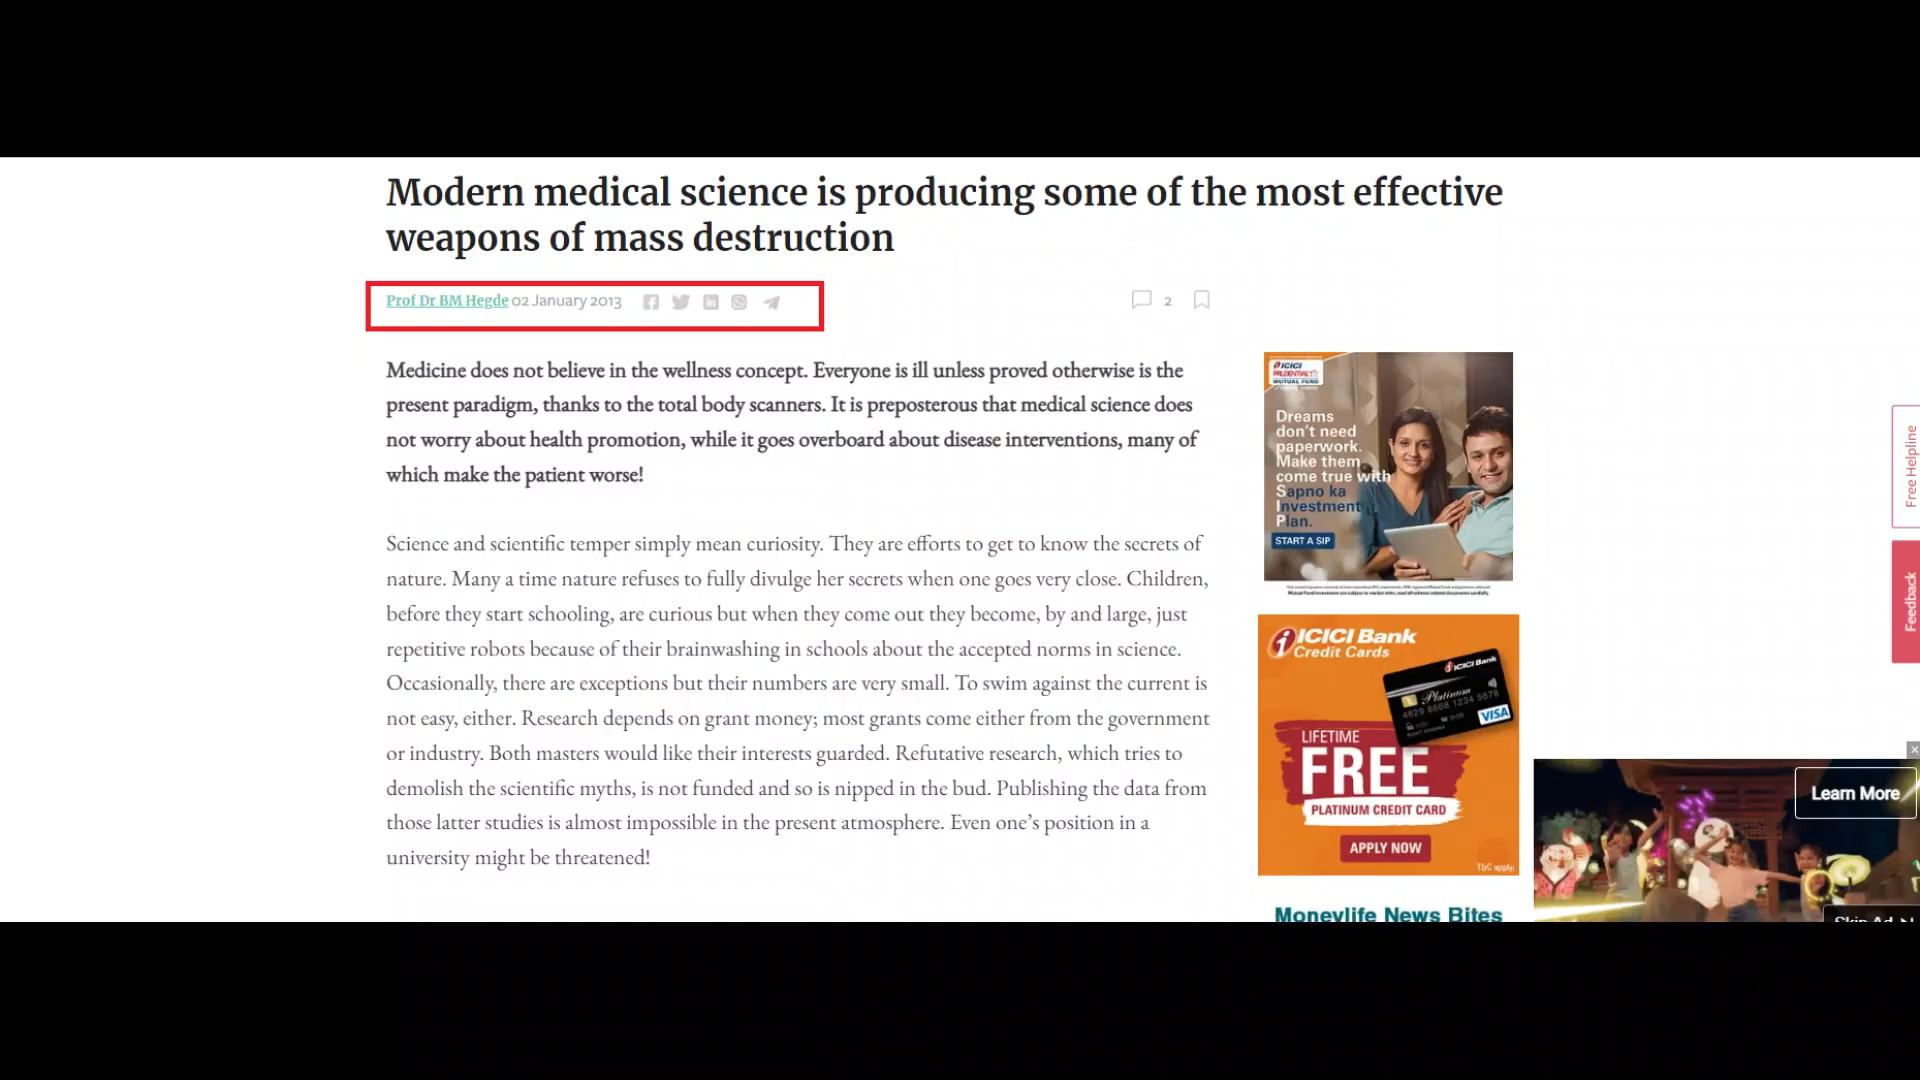 Modern medical science is producing some of the most effective
weapons of mass destruction
Prof Dr BM Hegde 02 January 2013
2
Medicine does not believe in the wellness concept. Everyone is ill unless proved otherwise is the
present paradigm, thanks to the total body scanners. It is preposterous that medical science does
not worry about health promotion, while it goes overboard about disease interventions, many of
which make the patient worse!
Science and scientific temper simply mean curiosity. They are efforts to get to know the secrets of
nature. Many a time nature refuses to fully divulge her secrets when one goes very close. Children,
before they start schooling, are curious but when they come out they become, by and large, just
repetitive robots because of their brainwashing in schools about the accepted norms in science.
Occasionally, there are exceptions but their numbers are very small. To swim against the current is
not easy, either. Research depends on grant money; most grants come either from the government
or industry. Both masters would like their interests guarded. Refutative research, which tries to
demolish the scientific myths, is not funded and so is nipped in the bud. Publishing the data from
those latter studies is almost impossible in the present atmosphere. Even one’s position in a
university might be threatened!
ICICI
PRUDENTIAL
MUTUAL FUND
Dreams
don't need
paperwork.
Make them
come true with
Sapno ka
Investment
Plan.
START A SIP
ICICI Bank
Credit Cards
ICICI Bank
Platinum
VISA
LIFETIME
FREE
PLATINUM CREDIT CARD
APPLY NOW
T&C apply.
Moneylife News Bites
Free Helpline
Feedback
Learn More
Skip Ad